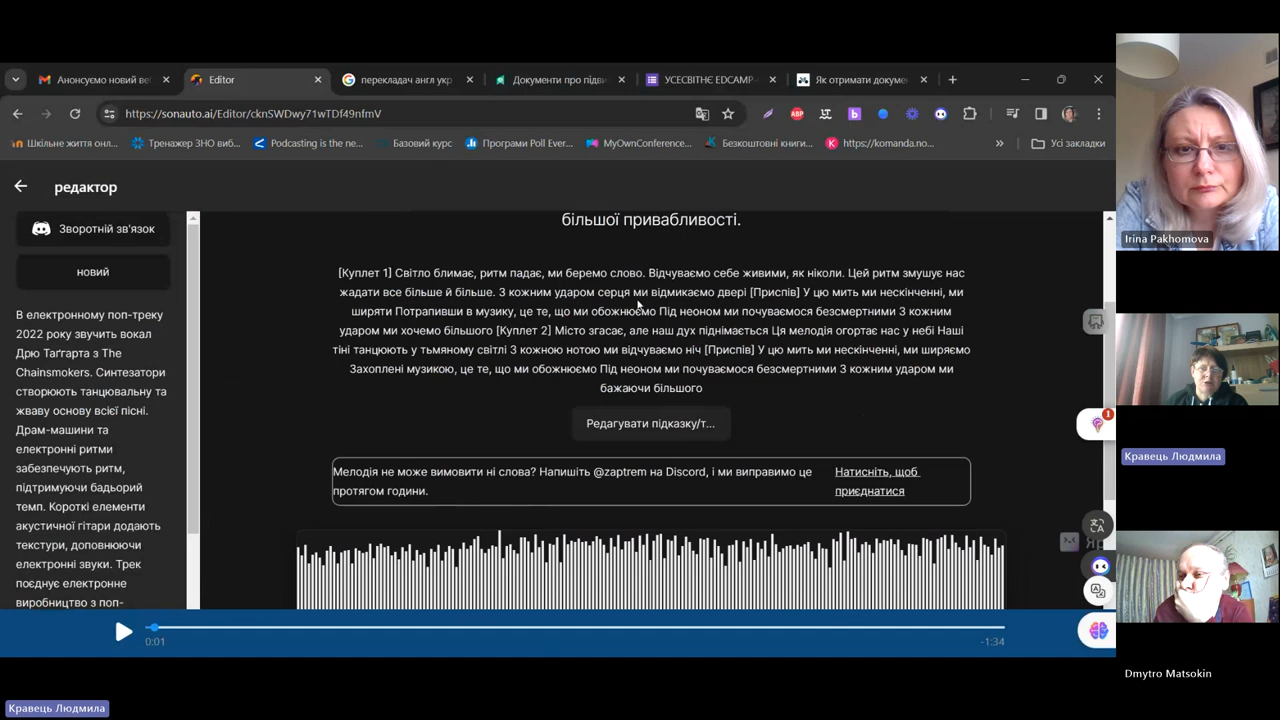 Анонсуємо новий ве
Editor
перекладач англ укр
Документи про підви
УСЕСВІТНЄ EDCAMP
Як отримати докумен
https://sonauto.ai/Editor/cknSWDwy71wTDf49nfmV
Шкільне життя онл...
Тренажер ЗНО виб...
Podcasting is the ne...
Базовий курс
Програми Poll Ever...
MyOwnConference...
Безкоштовні книги...
https://komanda.no...
Усі закладки
редактор
Зворотній зв'язок
новий
В електронному поп-треку
2022 року звучить вокал
Дрю Таґґарта з The
Chainsmokers. Синтезатори
створюють танцювальну та
жваву основу всієї пісні.
Драм-машини та
електронні ритми
забезпечують ритм,
підтримуючи бадьорий
темп. Короткі елементи
акустичної гітари додають
текстури, доповнюючи
електронні звуки. Трек
поєднує електронне
виробництво з поп-
більшої привабливості.
[Куплет 1] Світло блимає, ритм падає, ми беремо слово. Відчуваємо себе живими, як ніколи. Цей ритм змушує нас
жадати все більше й більше. З кожним ударом серця ми відмикаємо двері [Приспів] У цю мить ми нескінченні, ми
ширяти Потрапивши в музику, це те, що ми обожнюємо Під неоном ми почуваємося безсмертними З кожним
ударом ми хочемо більшого [Куплет 2] Місто згасає, але наш дух піднімається Ця мелодія огортає нас у небі Наші
тіні танцюють у тьмяному світлі З кожною нотою ми відчуваємо ніч [Приспів] У цю мить ми нескінченні, ми ширяємо
Захоплені музикою, це те, що ми обожнюємо Під неоном ми почуваємося безсмертними З кожним ударом ми
бажаючи більшого
Редагувати підказку/т...
Мелодія не може вимовити ні слова? Напишіть @zaptrem на Discord, і ми виправимо це
протягом години.
Натисніть, щоб
приєднатися
1
0:01
-1:34
Irina Pakhomova
Кравець Людмила
Dmytro Matsokin
Кравець Людмила